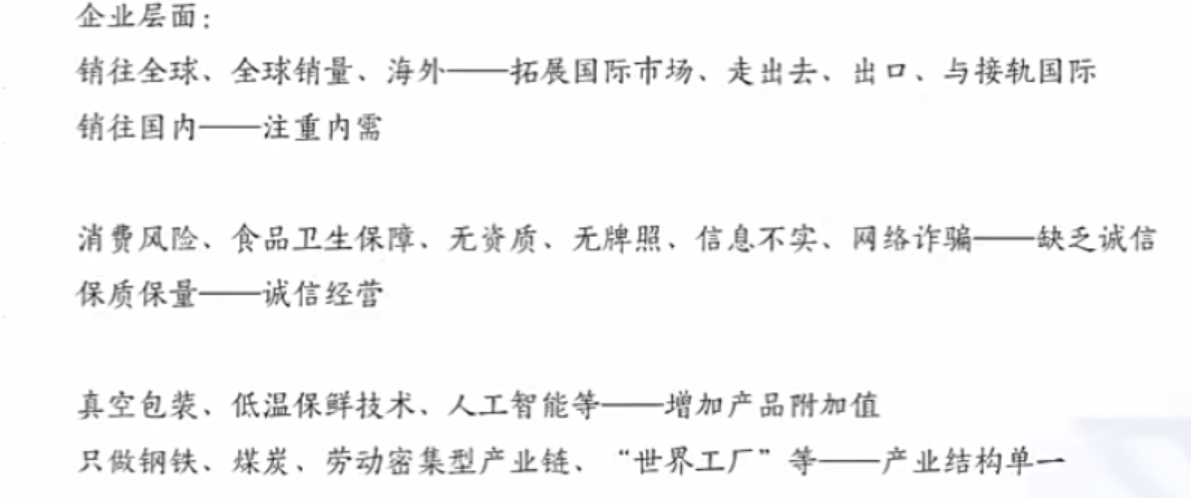 企业层面：
销往全球、全球销量、海外——拓展国际市场、走出去、出口、与接轨国际
销往国内——注重内需
消费风险、食品卫生保障、无资质、无牌照、信息不实、网络诈骗——缺乏诚信
保质保量——诚信经营
真空包装、低温保鲜技术、人工智能等——增加产品附加值
只做钢铁、煤炭、劳动密集型产业链、“世界工厂”等——产业结构单一